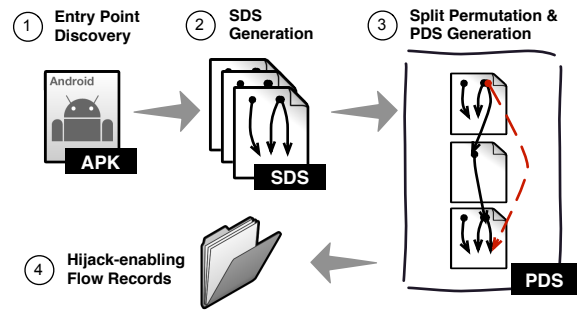 1 Entry Point
Discovery
2 SDS
Generation
3 Split Permutation &
PDS Generation
Android
APK
SDS
PDS
4 Hijack-enabling
Flow Records